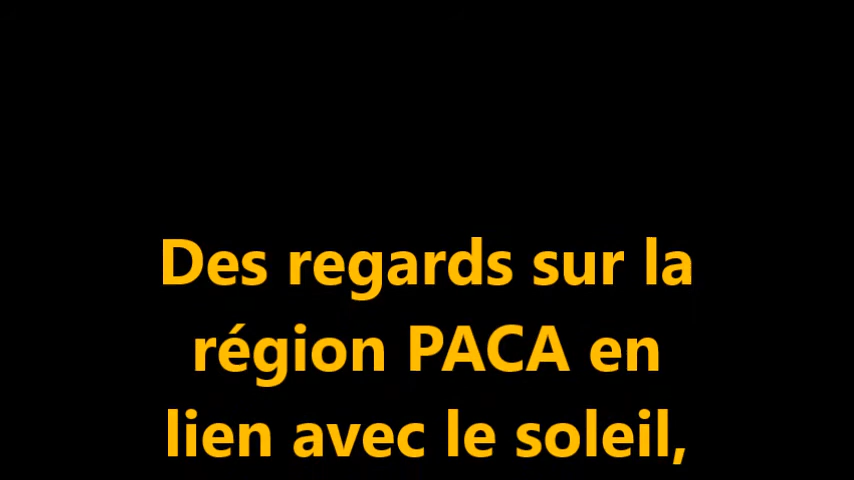 Des regards sur la
région PACA en
lien avec le soleil,